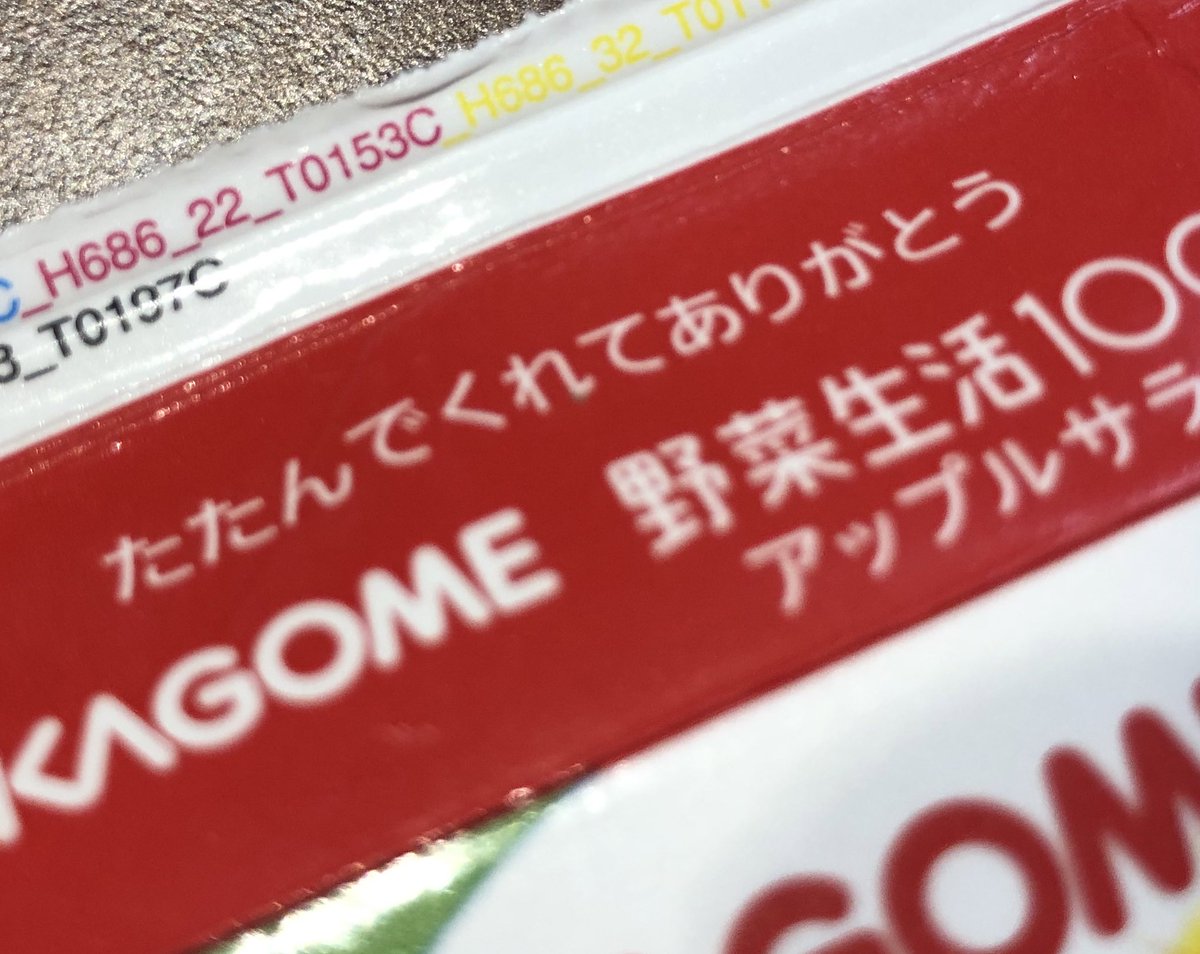 C_H686_22_T0153C_H686_32_T01
3_T0197C
たたんでくれてありがとう
KAGOME 野菜生活100
アップルサラ
GOM